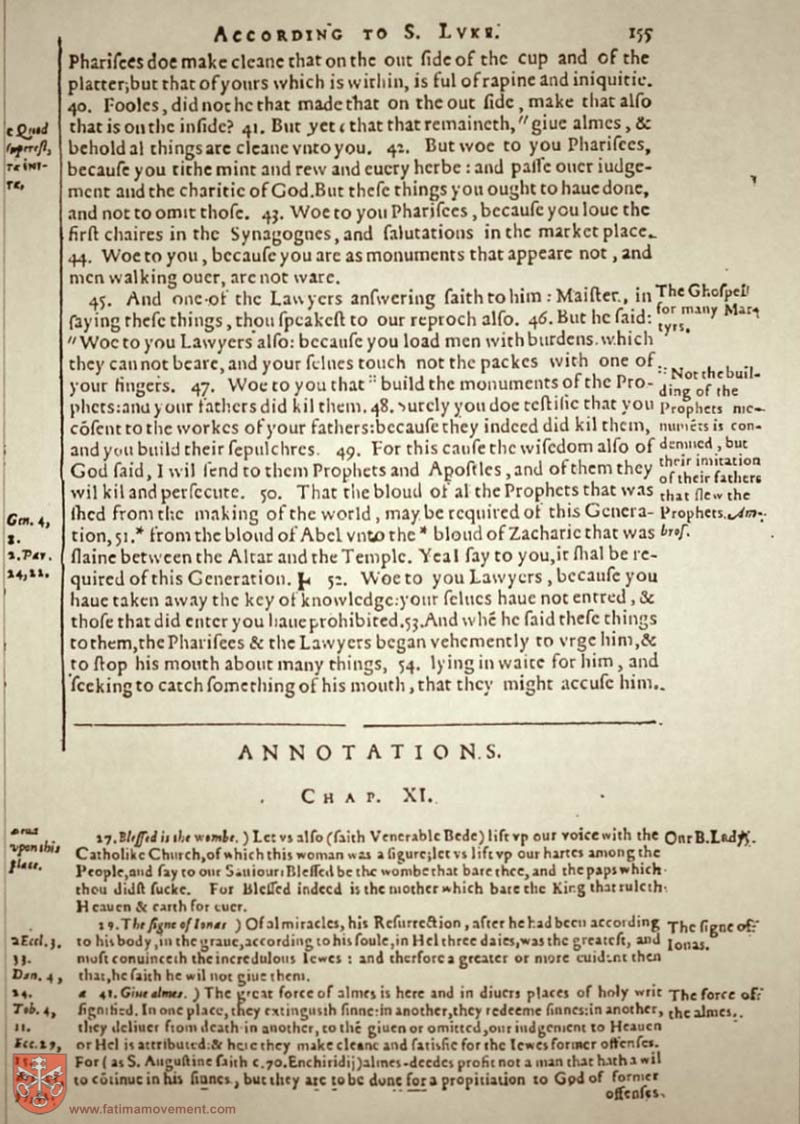 ACCORDING TO S. LVKE. 155
Phariſees doe make cleane that on the out ſide of the cup and of the
platter; but that of yours which is within, is ful of rapine and iniquitie.
40. Fooles, did not he that made that on the out ſide, make that alſo
that is on the inſide? 41. But yet c that that remaineth, "giue almes, &
behold al things are cleane vnto you. 42. But woe to you Phariſees,
becauſe you tithe mint and rew and euery herbe: and paſſe ouer iudge-
ment and the charitie of God. But theſe things you ought to haue done,
and not to omit thoſe. 43. Woe to you Phariſees, becauſe you loue the
firſt chaires in the Synagogues, and ſalutations in the market place.
44. Woe to you, becauſe you are as monuments that appeare not, and
men walking ouer, are not ware.
45. And one of the Lawyers anſwering ſaith to him: Maiſter, in
ſaying theſe things, thou ſpeakeſt to our reproch alſo. 46. But he ſaid:
"Woe to you Lawyers alſo: becauſe you load men with burdens which
they can not beare, and your ſelues touch not the packes with one of
your fingers. 47. Woe to you that :: build the monuments of the Pro-
phets: and your fathers did kil them. 48. Surely you doe teſtifie that you
cõſent to the workes of your fathers: becauſe they indeed did kil them,
and you build their ſepulchres. 49. For this cauſe the wiſedom alſo of
God ſaid, I wil ſend to them Prophets and Apoſtles, and of them they
wil kil and perſecute. 50. That the bloud of al the Prophets that was
ſhed from the making of the world, may be required of this Genera-
tion, 51. * from the bloud of Abel vnto the * bloud of Zacharie that was
ſlaine between the Altar and the Temple. Yea I ſay to you, it ſhal be re-
quired of this Generation. 52. Woe to you Lawyers, becauſe you
haue taken away the key of knowledge: your ſelues haue not entred, &
thoſe that did enter you haue prohibited. 53. And whẽ he ſaid theſe things
to them, the Phariſees & the Lawyers began vehemently to vrge him, &
to ſtop his mouth about many things, 54. lying in waite for him, and
ſeeking to catch ſomething of his mouth, that they might accuſe him.
c Quod
ſupereſt,
Gen. 4,
8.
2. Par.
24, 22.
The Ghoſpel
for many Mar-
tyrs.
:: Not the buil-
ding of the
Prophets mo-
numẽts is con-
demned, but
their imitation
of their fathers
that ſlew the
Prophets. Am-
broſ.
ANNOTATIONS.
CHAP. XI.
27. Bleſſed is the wombe. ) Let vs alſo (ſaith Venerable Bede) lift vp our voice with the
Catholike Church, of which this woman was a figure; let vs lift vp our hartes among the
People, and ſay to our Sauiour: Bleſſed be the wombe that bare thee, and the paps which
thou didſt ſucke. For Bleſſed indeed is the mother which bare the King that ruleth
Heauen & earth for euer.
29. The ſigne of Ionas ) Of al miracles, his Reſurrection, after he had been according
to his body, in the graue, according to his ſoule, in Hel three daies, was the greateſt, and
moſt conuinceth the incredulous Iewes: and therfore a greater or more euident then
that, he ſaith he wil not giue them.
41. Giue almes. ) The great force of almes is here and in diuers places of holy writ
ſignified. In one place, they extinguish ſinne: in another, they redeeme ſinnes: in another,
they deliuer from death in another, to thẽ giuen or omitted, our iudgement to Heauen
or Hel is attributed: & here they make cleane and ſatisfie for the Iewes former offenſes.
For (as S. Auguſtine ſaith c. 70. Enchiridij) almes-deedes profit not a man that hath a wil
to cõtinue in his ſinnes, but they are to be done for a propitiation to God of former
offenſes.
vpon this
place.
Eccl. 3,
33.
Dan. 4,
24.
Tob. 4,
11.
Ecc. 29,
Our B. Lady.
The ſigne of
Ionas.
The force of
the almes.
www.fatimamovement.com